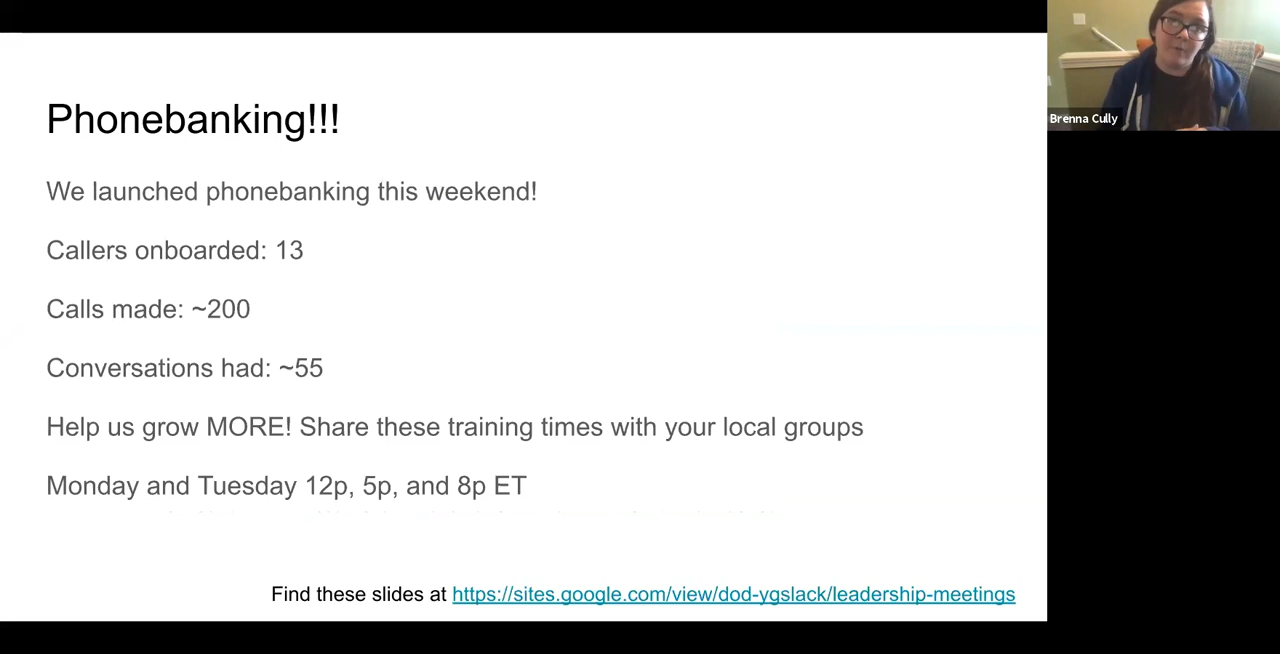 Phonebanking!!!
We launched phonebanking this weekend!
Callers onboarded: 13
Calls made: ~200
Conversations had: ~55
Help us grow MORE! Share these training times with your local groups
Monday and Tuesday 12p, 5p, and 8p ET
Find these slides at https://sites.google.com/view/dod-ygslack/leadership-meetings
Brenna Cully